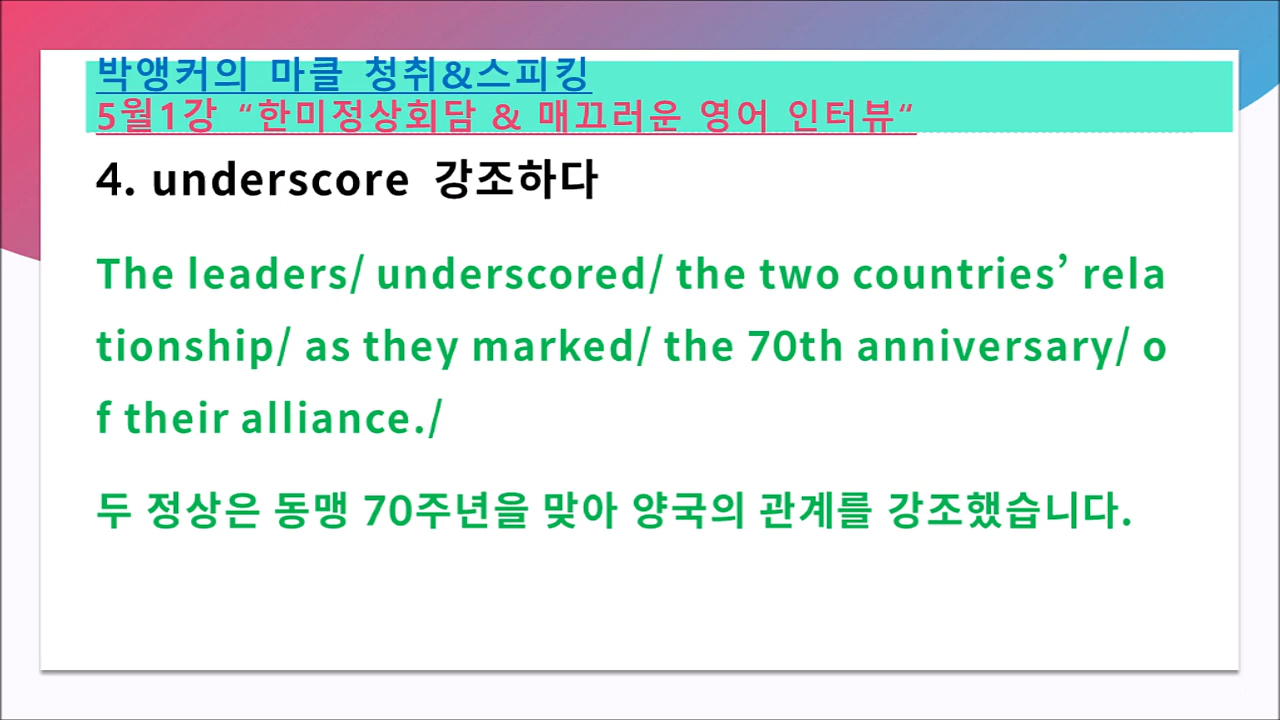 박앵커의 마클 청취&스피킹
5월1강 “한미정상회담 & 매끄러운 영어 인터뷰“
4. underscore 강조하다
The leaders/ underscored/ the two countries’ rela
tionship/ as they marked/ the 70th anniversary/ o
f their alliance./
두 정상은 동맹 70주년을 맞아 양국의 관계를 강조했습니다.